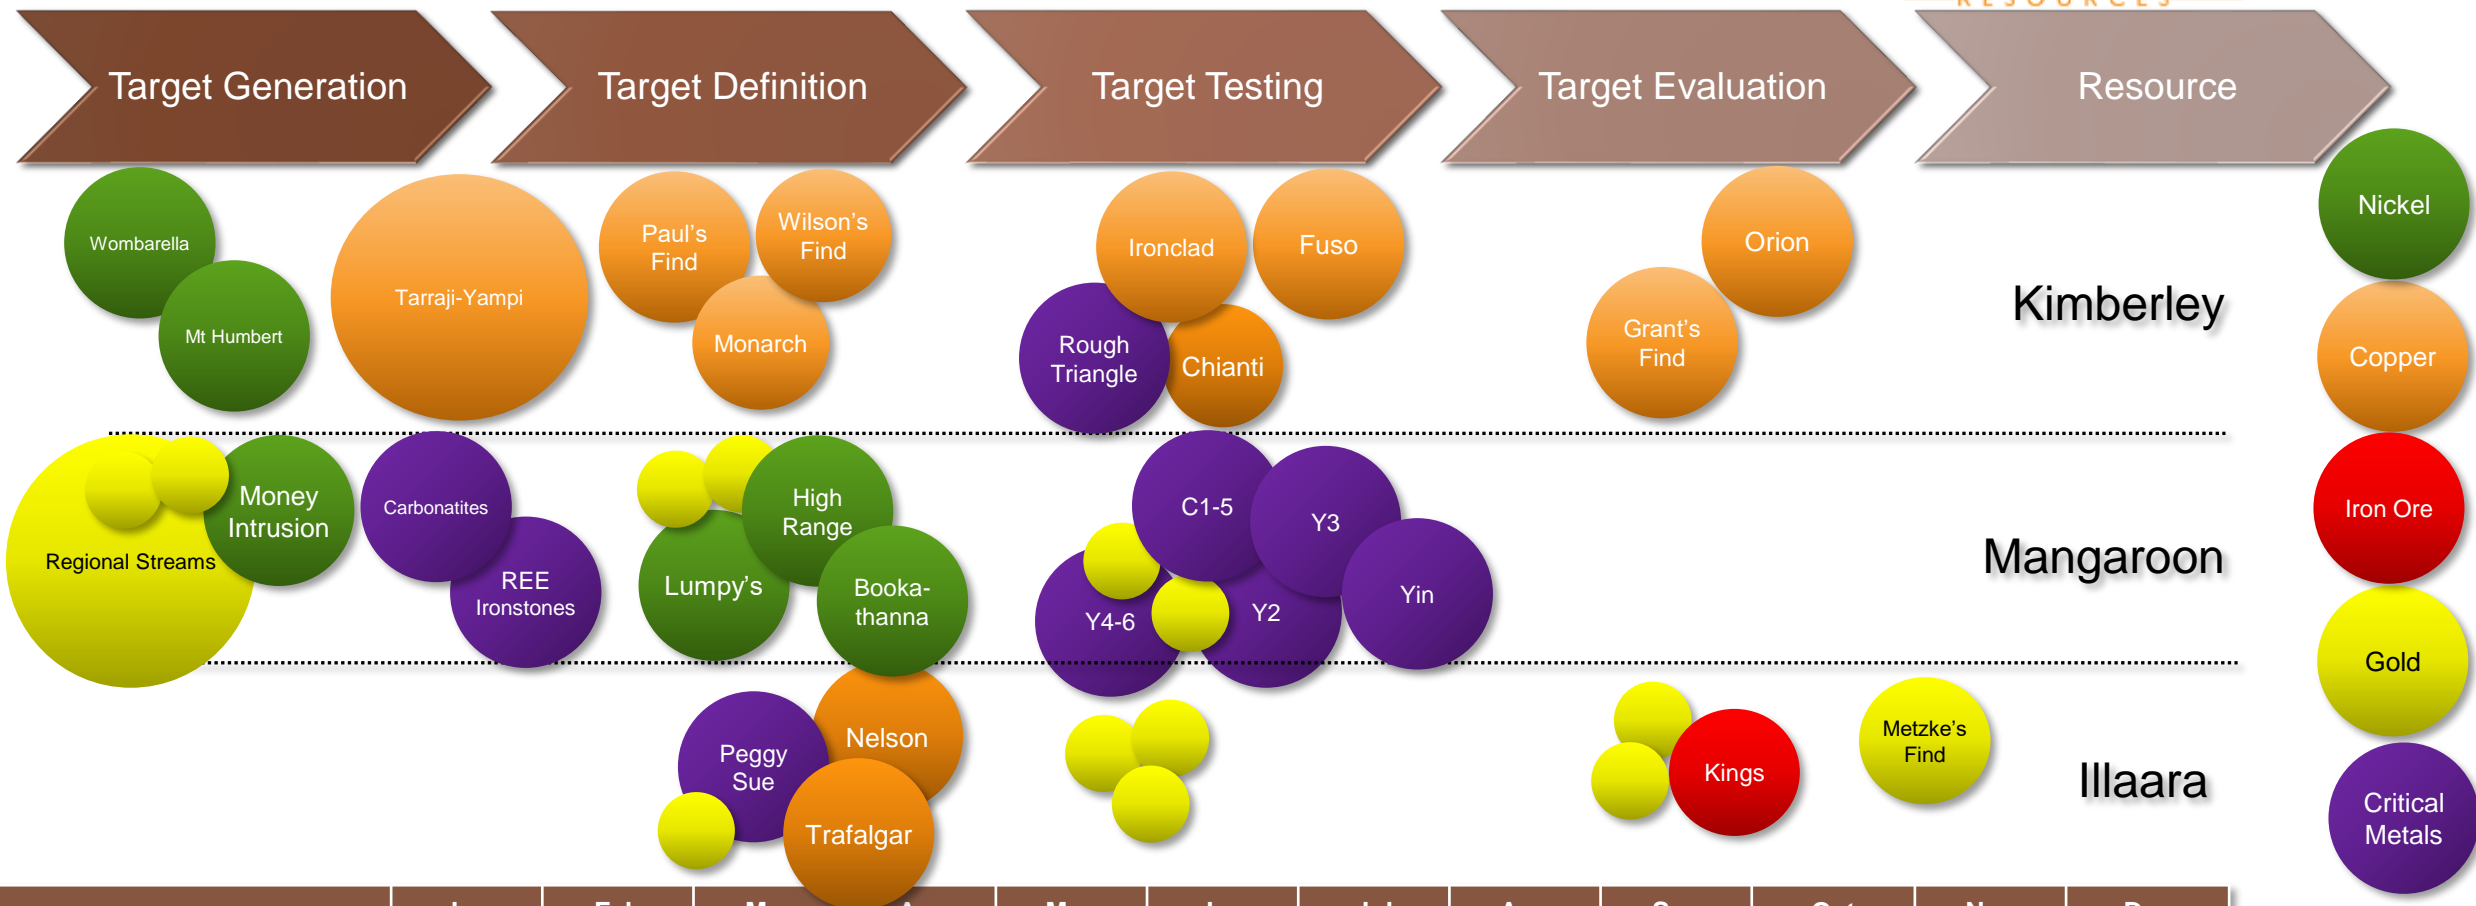 RESOURCES
Target Generation
Target Definition
Target Testing
Target Evaluation
Resource
Wombarella
Mt Humbert
Tarraji-Yampi
Paul's
Find
Wilson's
Find
Monarch
Ironclad
Fuso
Rough
Triangle
Chianti
Orion
Grant's
Find
Kimberley
Nickel
Copper
Regional Streams
Money
Intrusion
Carbonatites
REE
Ironstones
High
Range
Lumpy's
Booka-
thanna
C1-5
Y3
Y4-6
Y2
Yin
Mangaroon
Iron Ore
Gold
Peggy
Sue
Nelson
Trafalgar
Kings
Metzke's
Find
Illaara
Critical
Metals